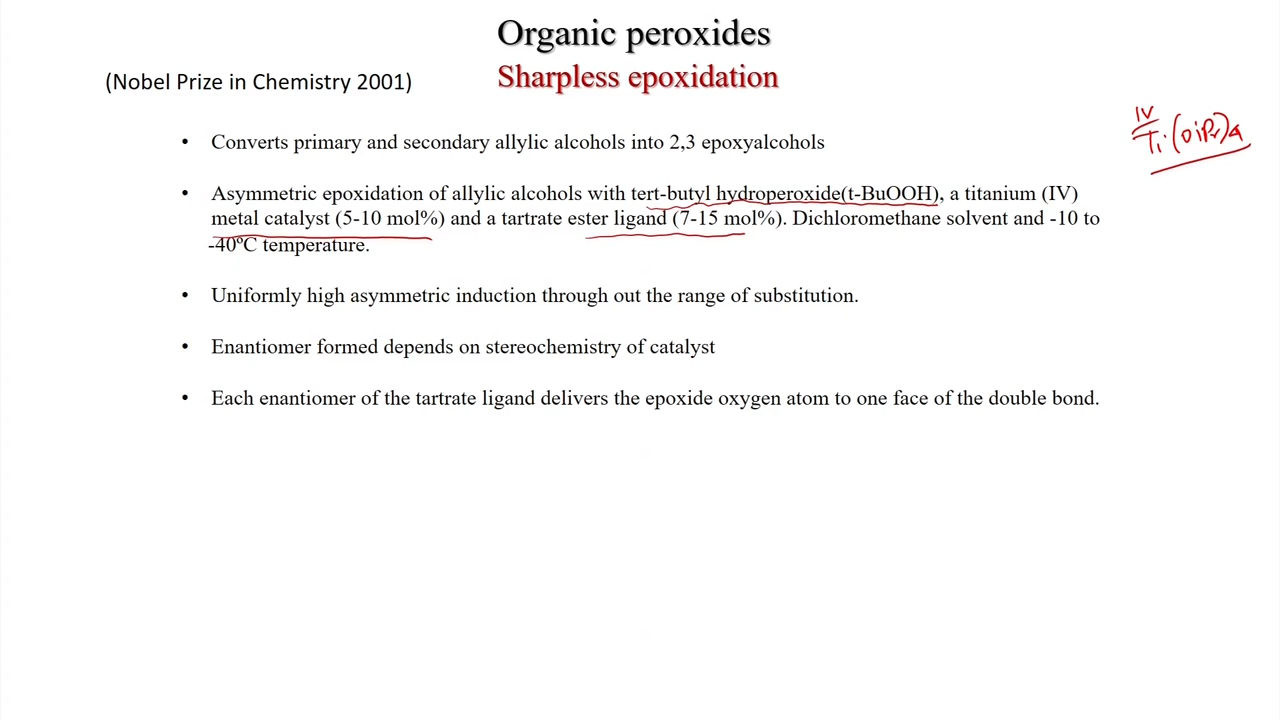 Organic peroxides
(Nobel Prize in Chemistry 2001)
Sharpless epoxidation
IV
Ti(OiPr)4
• Converts primary and secondary allylic alcohols into 2,3 epoxyalcohols
• Asymmetric epoxidation of allylic alcohols with tert-butyl hydroperoxide(t-BuOOH), a titanium (IV)
metal catalyst (5-10 mol%) and a tartrate ester ligand (7-15 mol%). Dichloromethane solvent and -10 to
-40ºC temperature.
• Uniformly high asymmetric induction through out the range of substitution.
• Enantiomer formed depends on stereochemistry of catalyst
• Each enantiomer of the tartrate ligand delivers the epoxide oxygen atom to one face of the double bond.